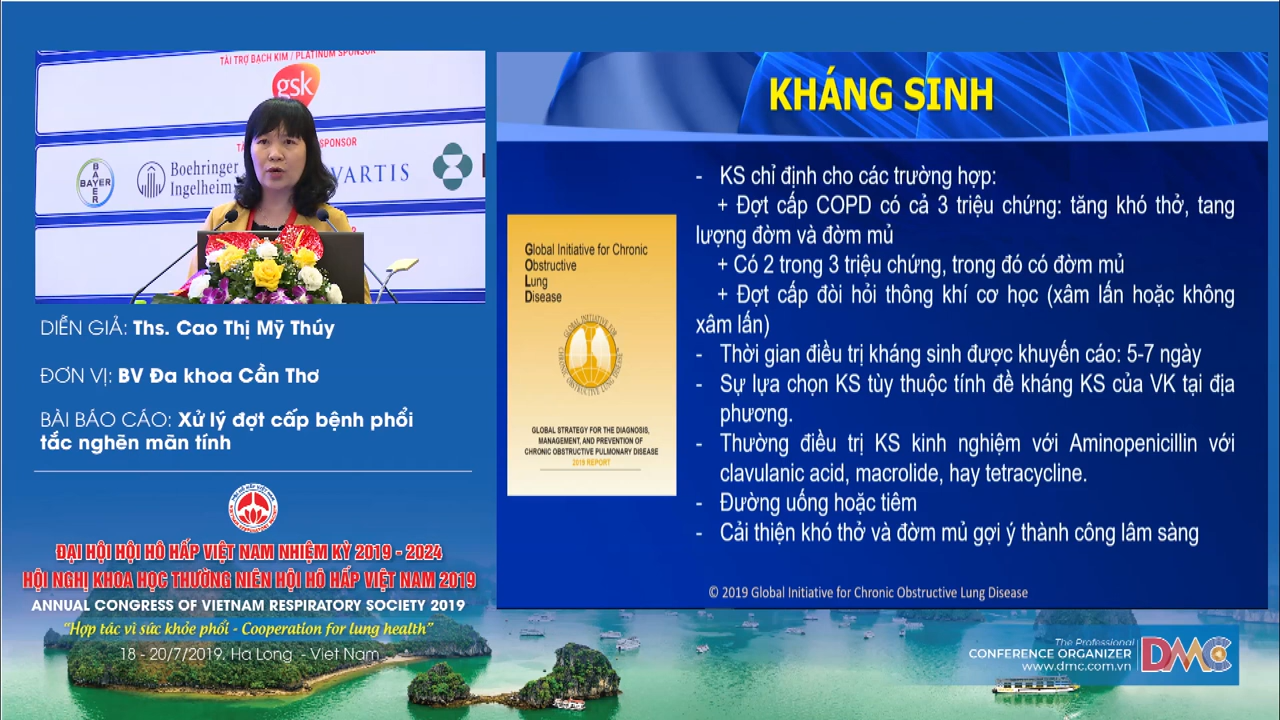 TÀI TRỢ BẠCH KIM / PLATINUM SPONSOR
gsk
SPONSOR
BAYER
BAYER
Boehringer
Ingelheim
VARTIS
DIỄN GIẢ: Ths. Cao Thị Mỹ Thúy
ĐƠN VỊ: BV Đa khoa Cần Thơ
BÀI BÁO CÁO: Xử lý đợt cấp bệnh phổi
tắc nghẽn mãn tính
ĐẠI HỘI HỘI HÔ HẤP VIỆT NAM NHIỆM KỲ 2019 - 2024
HỘI NGHỊ KHOA HỌC THƯỜNG NIÊN HỘI HÔ HẤP VIỆT NAM 2019
ANNUAL CONGRESS OF VIETNAM RESPIRATORY SOCIETY 2019
“Hợp tác vì sức khỏe phổi - Cooperation for lung health”
18 - 20/7/2019, Ha Long - Viet Nam
KHÁNG SINH
Global Initiative for Chronic
Obstructive
Lung
Disease
GLOBAL INITIATIVE FOR CHRONIC OBSTRUCTIVE LUNG DISEASE
GLOBAL STRATEGY FOR THE DIAGNOSIS,
MANAGEMENT, AND PREVENTION OF
CHRONIC OBSTRUCTIVE PULMONARY DISEASE
2019 REPORT
- KS chỉ định cho các trường hợp:
+ Đợt cấp COPD có cả 3 triệu chứng: tăng khó thở, tang
lượng đờm và đờm mủ
+ Có 2 trong 3 triệu chứng, trong đó có đờm mủ
+ Đợt cấp đòi hỏi thông khí cơ học (xâm lấn hoặc không
xâm lấn)
- Thời gian điều trị kháng sinh được khuyến cáo: 5-7 ngày
- Sự lựa chọn KS tùy thuộc tính đề kháng KS của VK tại địa
phương.
- Thường điều trị KS kinh nghiệm với Aminopenicillin với
clavulanic acid, macrolide, hay tetracycline.
- Đường uống hoặc tiêm
- Cải thiện khó thở và đờm mủ gợi ý thành công lâm sàng
© 2019 Global Initiative for Chronic Obstructive Lung Disease
The Professional
CONFERENCE ORGANIZER
www.dmc.com.vn
DMC